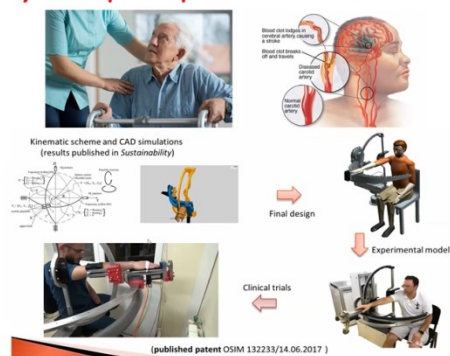 Blood clot lodges in
cerebral artery, causing
a stroke
Blood clot breaks
off and travels
Diseased
carotid
artery
Normal
carotid
artery
Kinematic scheme and CAD simulations
(results published in Sustainability)
Final design
Experimental model
Clinical trials
(published patent OSIM 132233/14.06.2017 )